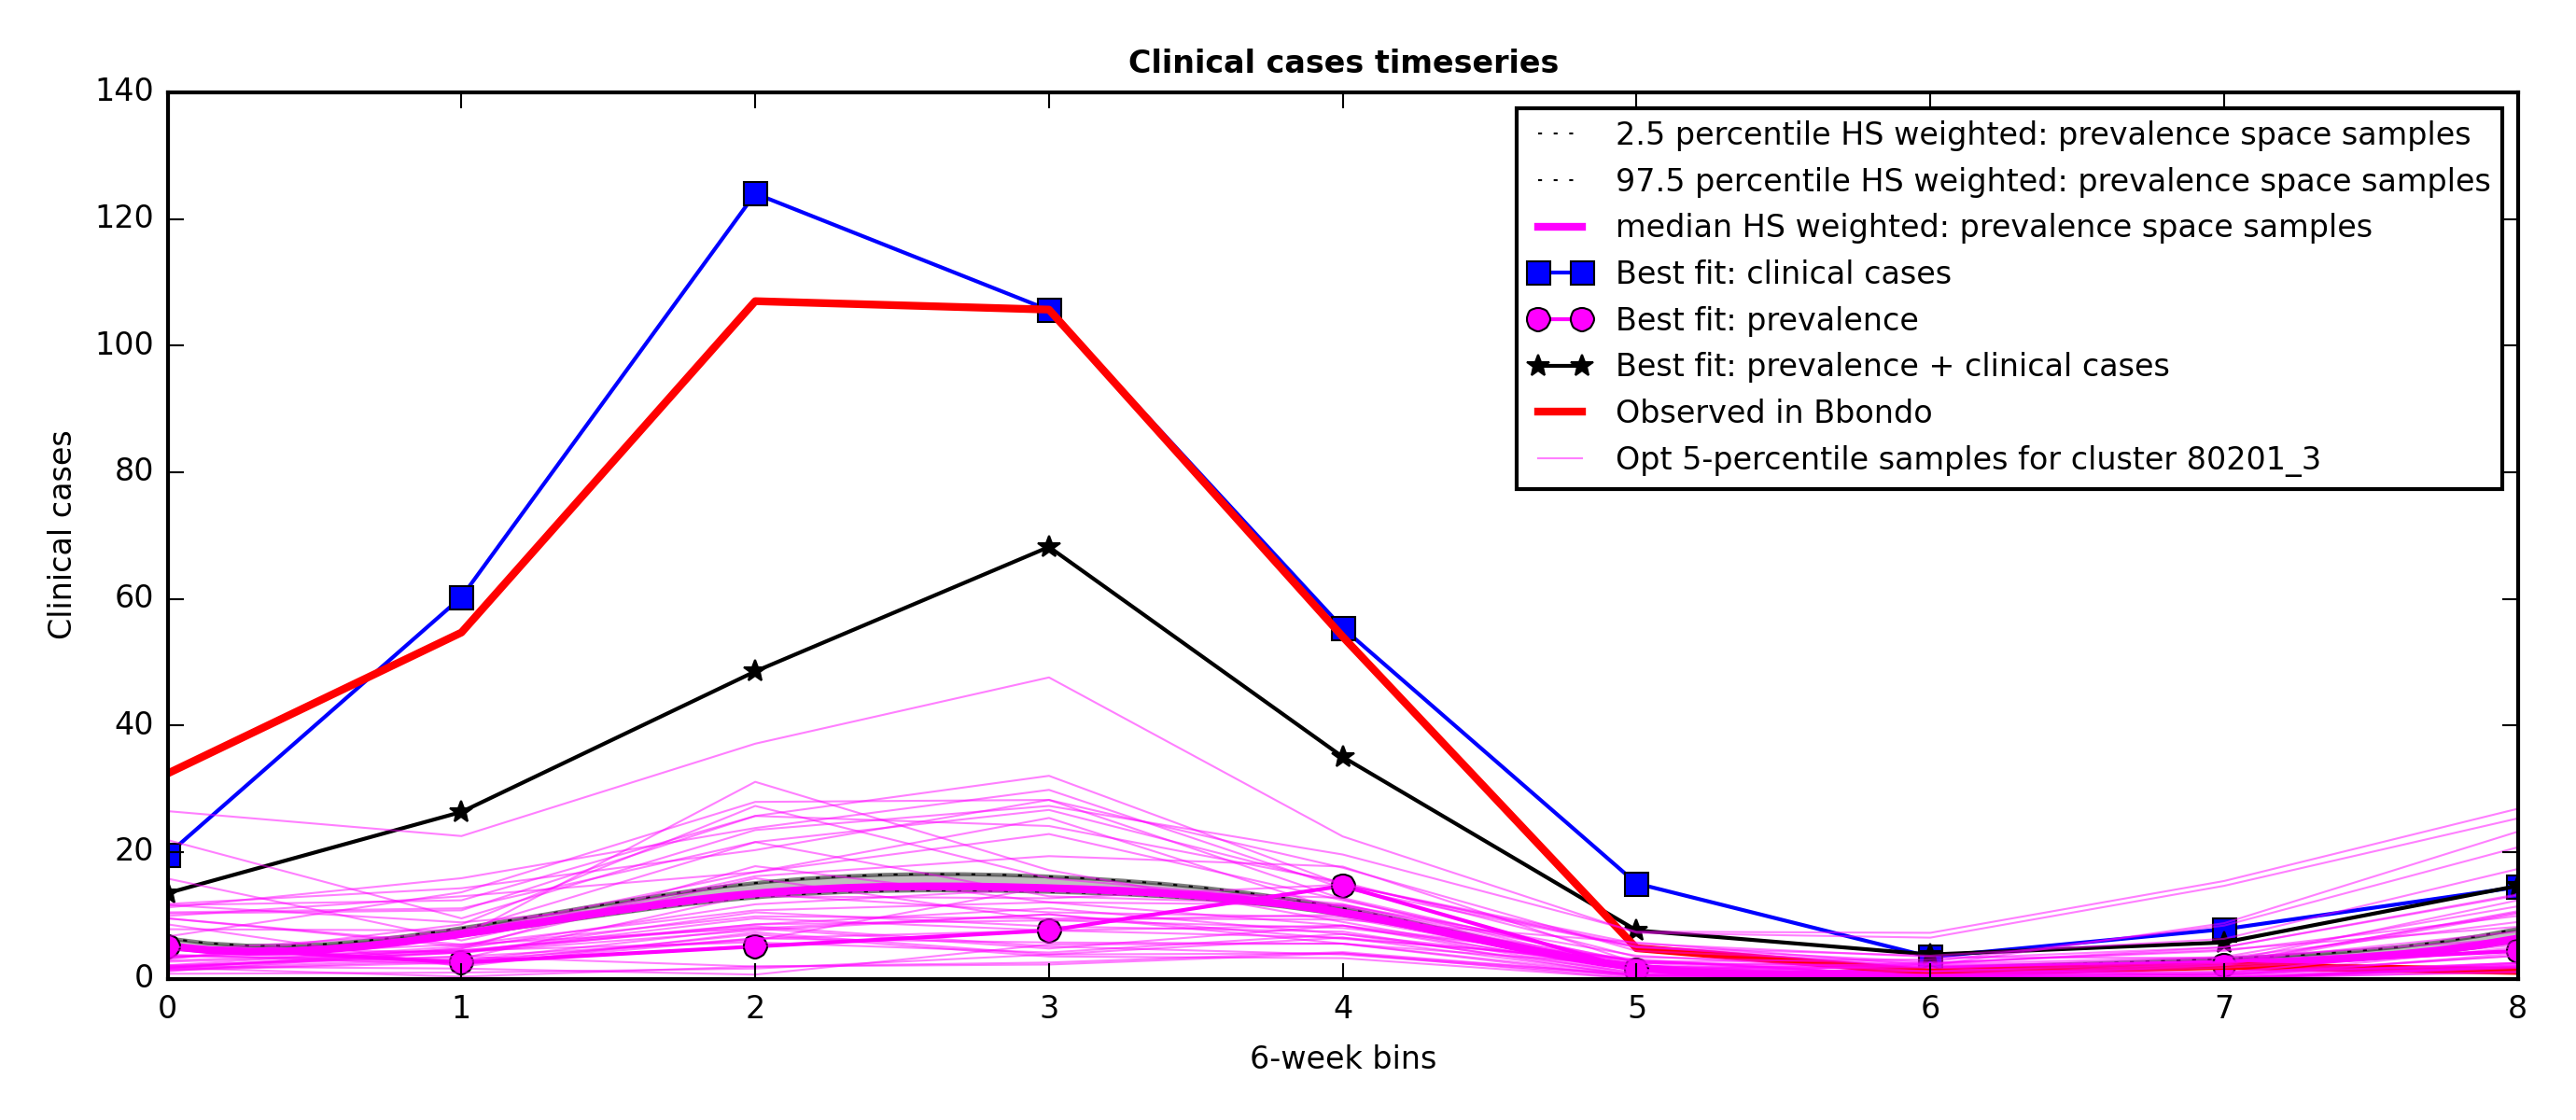 Clinical cases timeseries
140
120
100
80
60
40
20
0
Clinical cases
2.5 percentile HS weighted: prevalence space samples
97.5 percentile HS weighted: prevalence space samples
median HS weighted: prevalence space samples
Best fit: clinical cases
Best fit: prevalence
Best fit: prevalence + clinical cases
Observed in Bbondo
Opt 5-percentile samples for cluster 80201_3
0 1 2 3 4 5 6 7 8
6-week bins